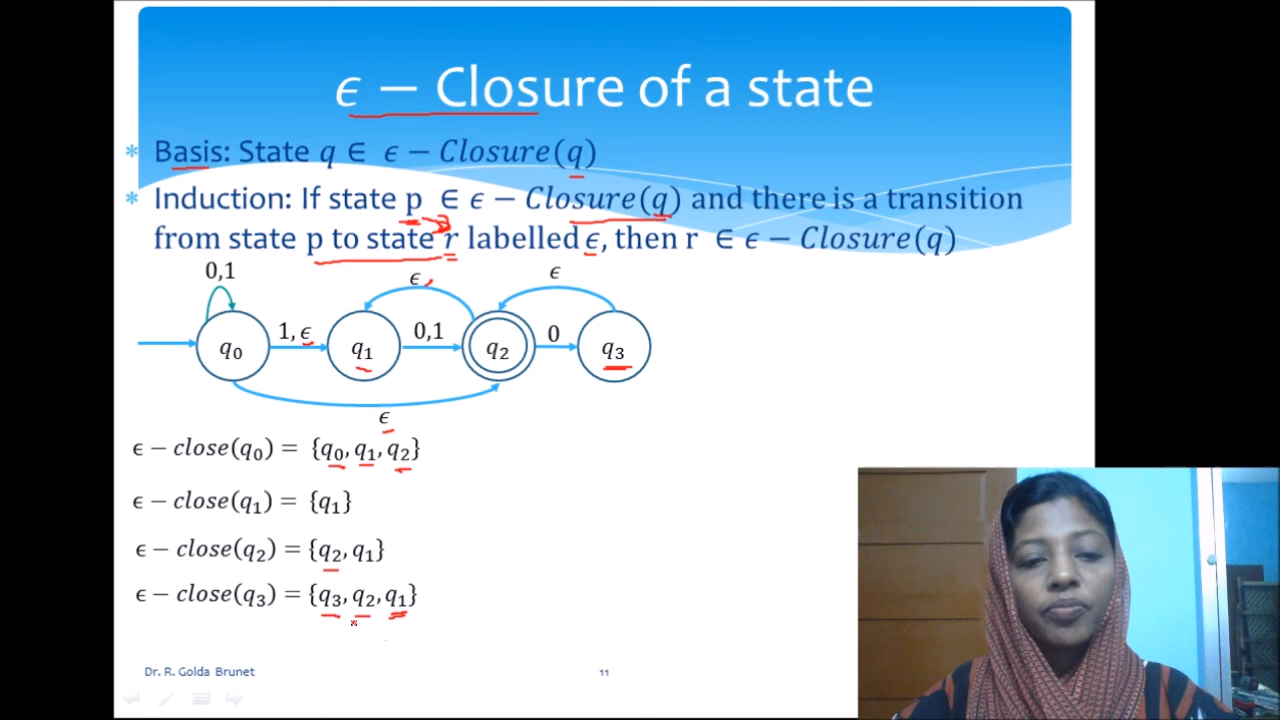 ϵ − Closure of a state
* Basis: State q ∈ ϵ − Closure(q)
* Induction: If state p ∈ ϵ − Closure(q) and there is a transition
from state p to state r labelled ϵ, then r ∈ ϵ − Closure(q)
0,1
ϵ
ϵ
1, ϵ
0,1
0
q₀
q₁
q₂
q₃
ϵ
ϵ − close(q₀) = {q₀, q₁, q₂}
ϵ − close(q₁) = {q₁}
ϵ − close(q₂) = {q₂, q₁}
ϵ − close(q₃) = {q₃, q₂, q₁}
Dr. R. Golda Brunet
11